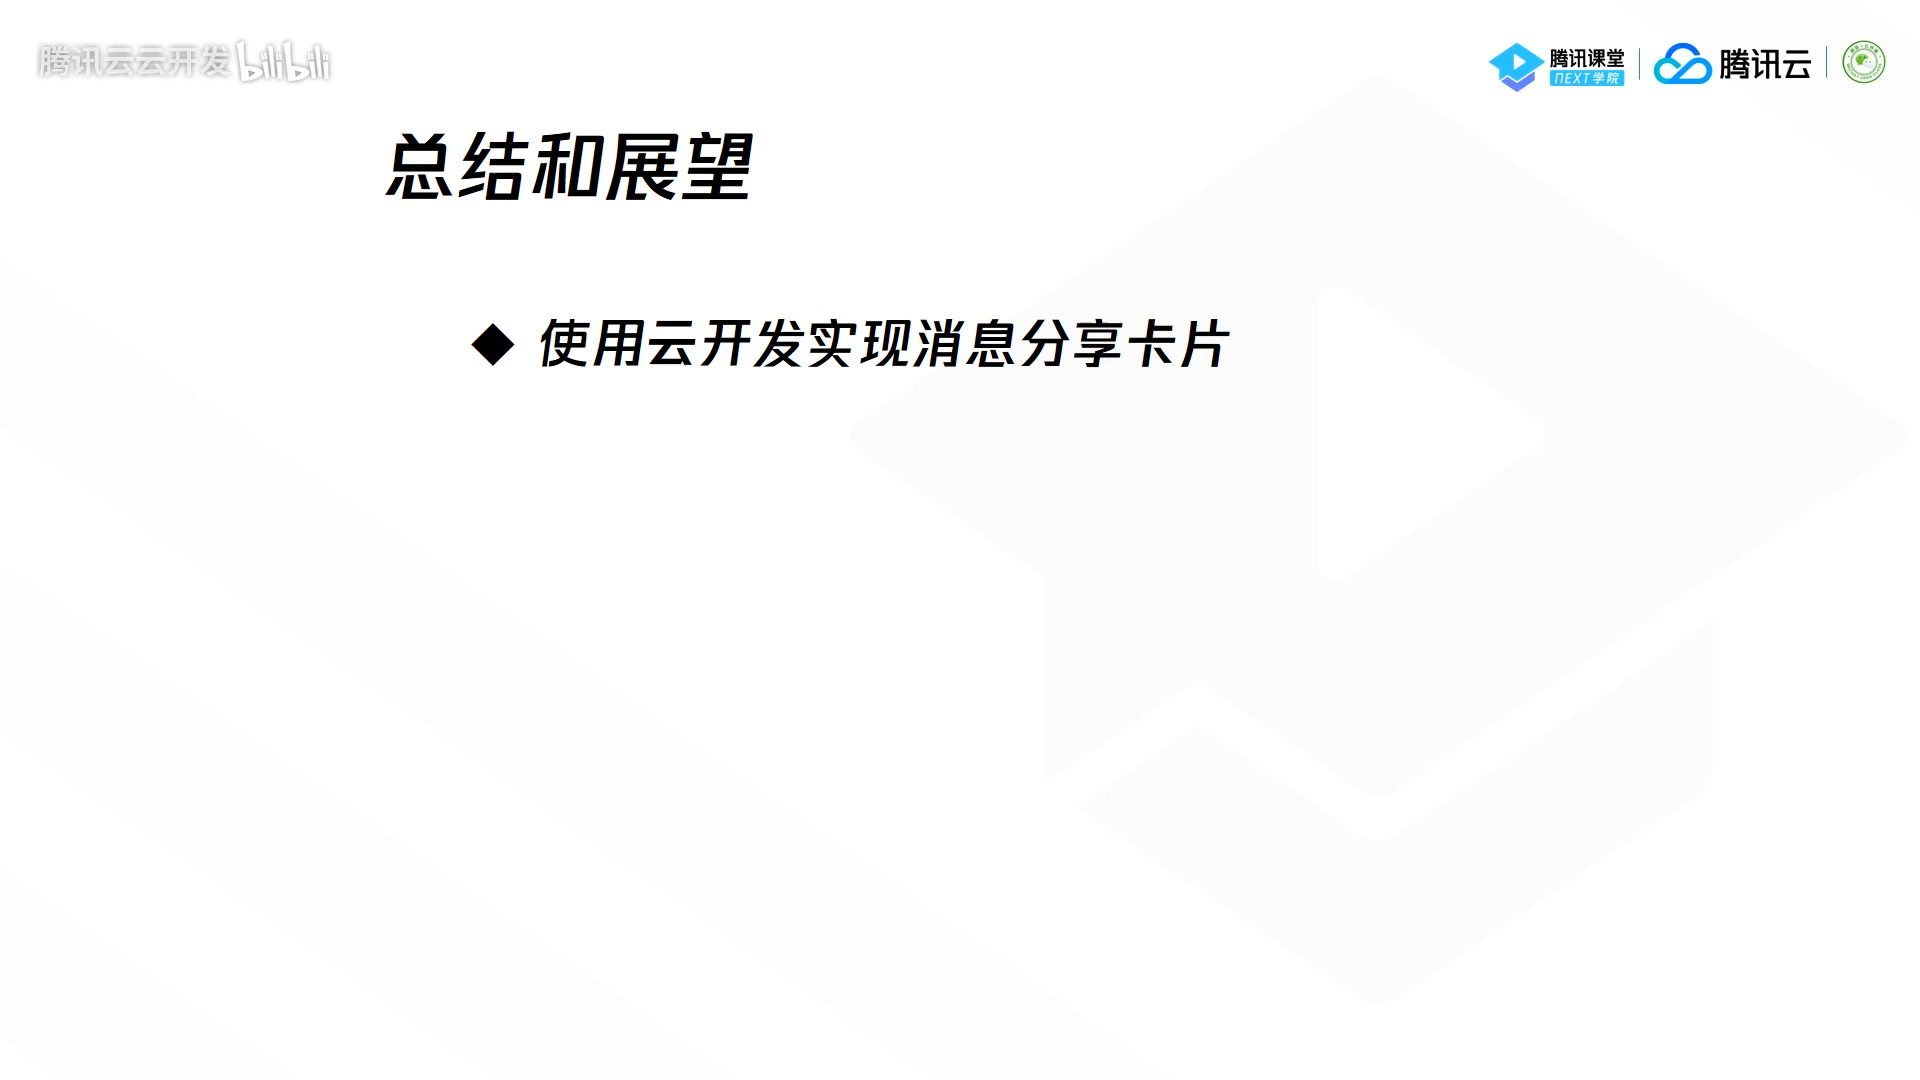 腾讯云云开发 bilibili
腾讯课堂
NEXT学院
腾讯云
总结和展望
◆ 使用云开发实现消息分享卡片